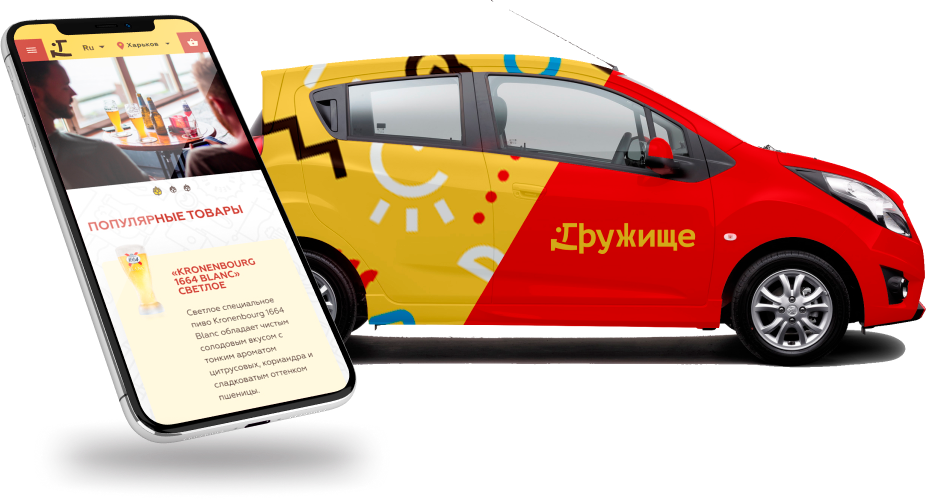 Ru
Харьков
ПОПУЛЯРНЫЕ ТОВАРЫ
«KRONENBOURG
1664 BLANC»
СВЕТЛОЕ
Светлое специальное
пиво Kronenbourg 1664
Blanc обладает чистым
солодовым вкусом с
тонким ароматом
цитрусовых, кориандра и
сладковатым оттенком
пшеницы.
Дружище